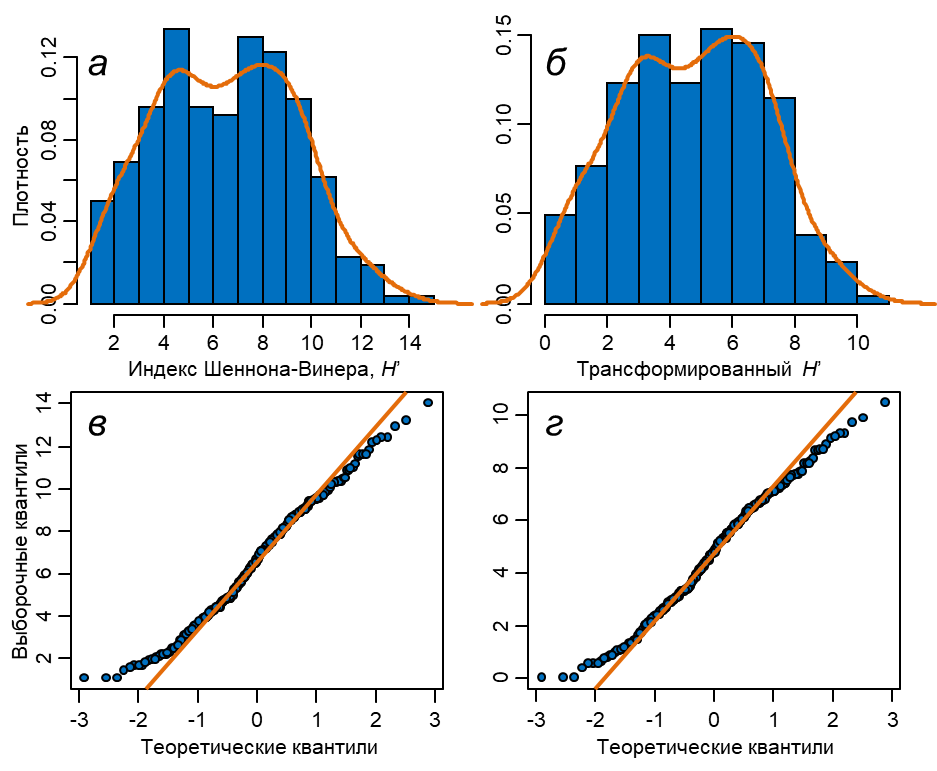 а
Плотность
0.00 0.04 0.08 0.12
2 4 6 8 10 12 14
Индекс Шеннона-Винера, H’
б
0.00 0.05 0.10 0.15
0 2 4 6 8 10
Трансформированный H’
в
Выборочные квантили
2 4 6 8 10 12 14
-3 -2 -1 0 1 2 3
Теоретические квантили
г
0 2 4 6 8 10
-3 -2 -1 0 1 2 3
Теоретические квантили